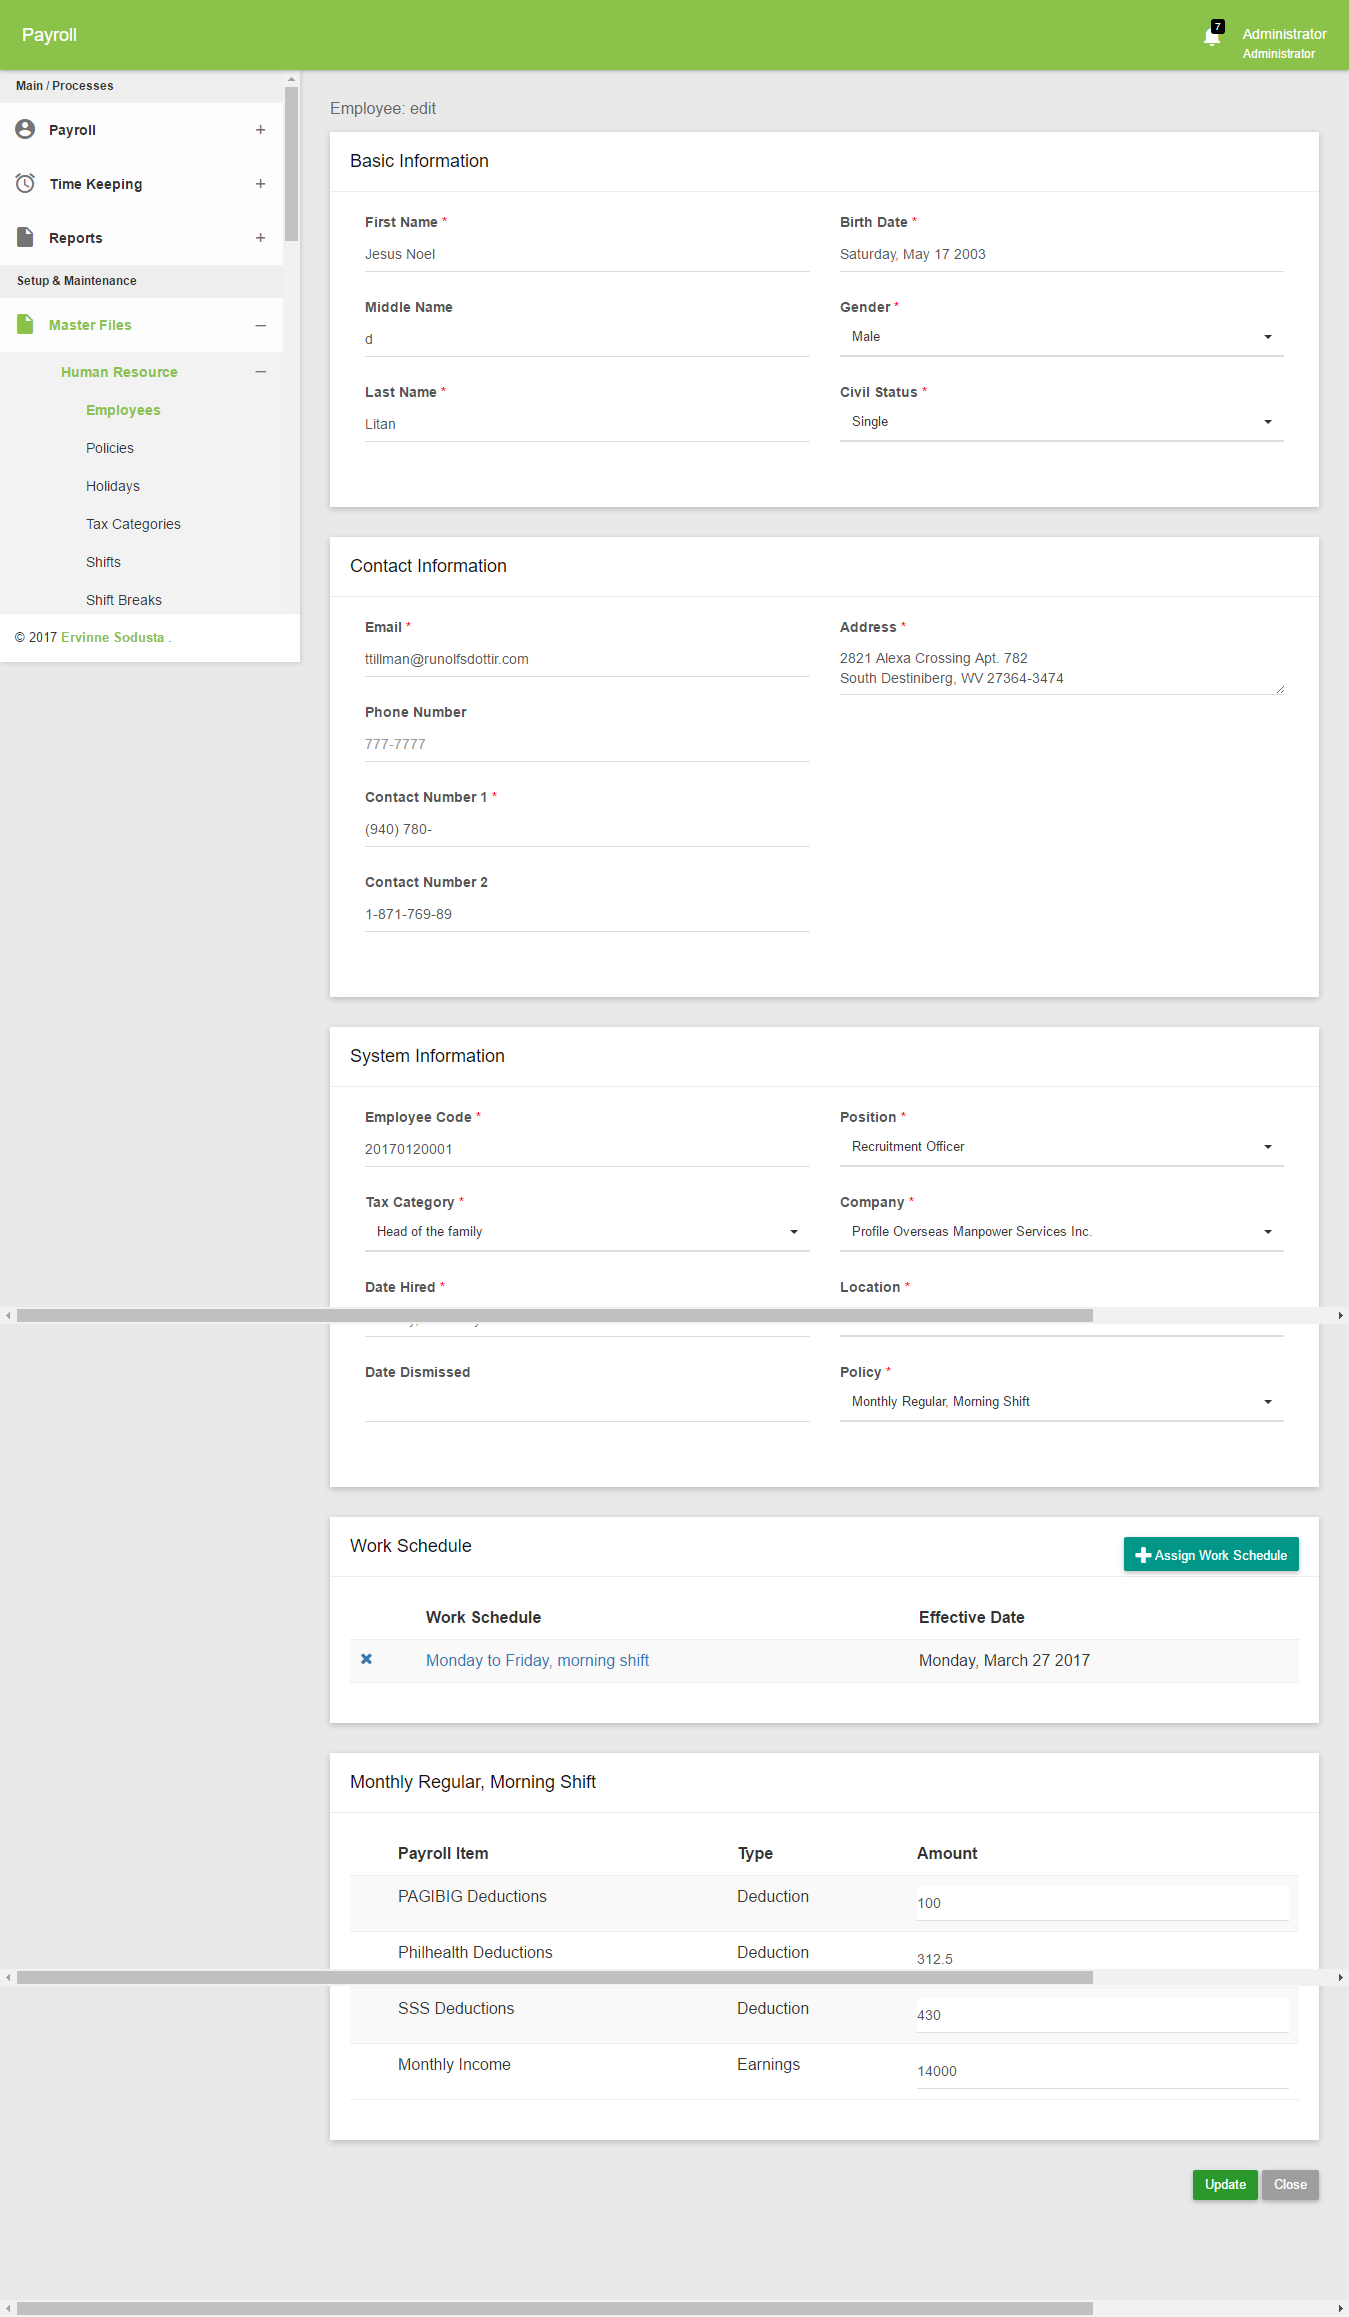 Payroll
7
Administrator
Administrator
Main / Processes
Payroll
Time Keeping
Reports
Setup & Maintenance
Master Files
Human Resource
Employees
Policies
Holidays
Tax Categories
Shifts
Shift Breaks
© 2017 Ervinne Sodusta .
Employee: edit
Basic Information
First Name *
Jesus Noel
Birth Date *
Saturday, May 17 2003
Middle Name
d
Gender *
Male
Last Name *
Litan
Civil Status *
Single
Contact Information
Email *
ttillman@runolfsdottir.com
Address *
2821 Alexa Crossing Apt. 782
South Destiniberg, WV 27364-3474
Phone Number
777-7777
Contact Number 1 *
(940) 780-
Contact Number 2
1-871-769-89
System Information
Employee Code *
20170120001
Position *
Recruitment Officer
Tax Category *
Head of the family
Company *
Profile Overseas Manpower Services Inc.
Date Hired *
Location *
Date Dismissed
Policy *
Monthly Regular, Morning Shift
Work Schedule
Assign Work Schedule
Work Schedule Effective Date
Monday to Friday, morning shift Monday, March 27 2017
Monthly Regular, Morning Shift
Payroll Item Type Amount
PAGIBIG Deductions Deduction 100
Philhealth Deductions Deduction 312.5
SSS Deductions Deduction 430
Monthly Income Earnings 14000
Update Close